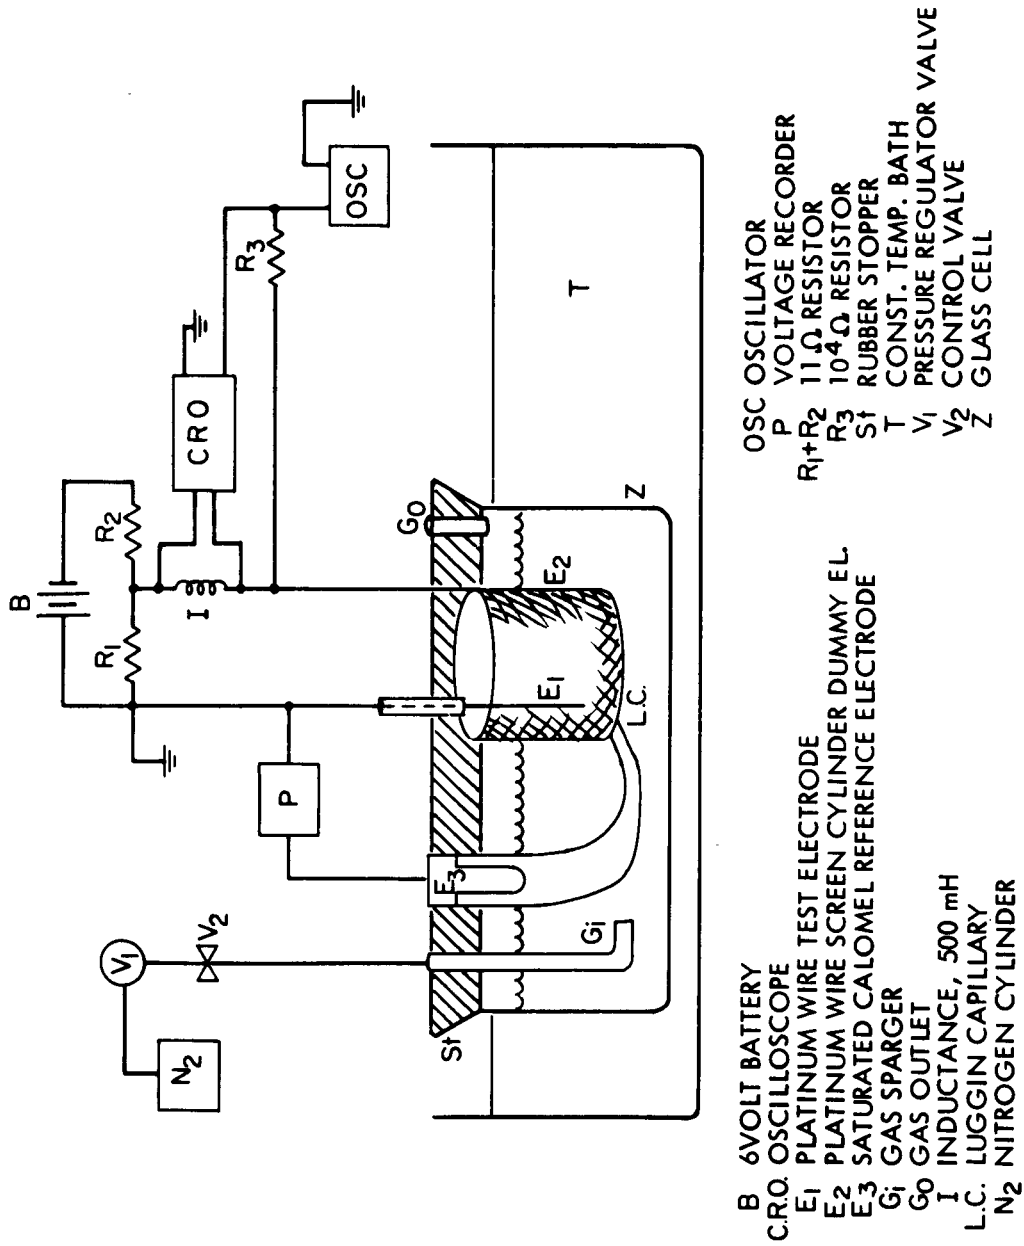 B
R1
R2
I
CRO
R3
OSC
N2
V1
V2
P
St
E3
Gi
GO
E1
E2
L.C.
Z
T
B 6VOLT BATTERY
C.R.O. OSCILLOSCOPE
E1 PLATINUM WIRE TEST ELECTRODE
E2 PLATINUM WIRE SCREEN CYLINDER DUMMY EL.
E3 SATURATED CALOMEL REFERENCE ELECTRODE
Gi GAS SPARGER
GO GAS OUTLET
I INDUCTANCE, 500 mH
L.C. LUGGIN CAPILLARY
N2 NITROGEN CYLINDER
OSC OSCILLATOR
P VOLTAGE RECORDER
R1+R2 11Ω RESISTOR
R3 10⁴Ω RESISTOR
St RUBBER STOPPER
T CONST. TEMP. BATH
V1 PRESSURE REGULATOR VALVE
V2 CONTROL VALVE
Z GLASS CELL